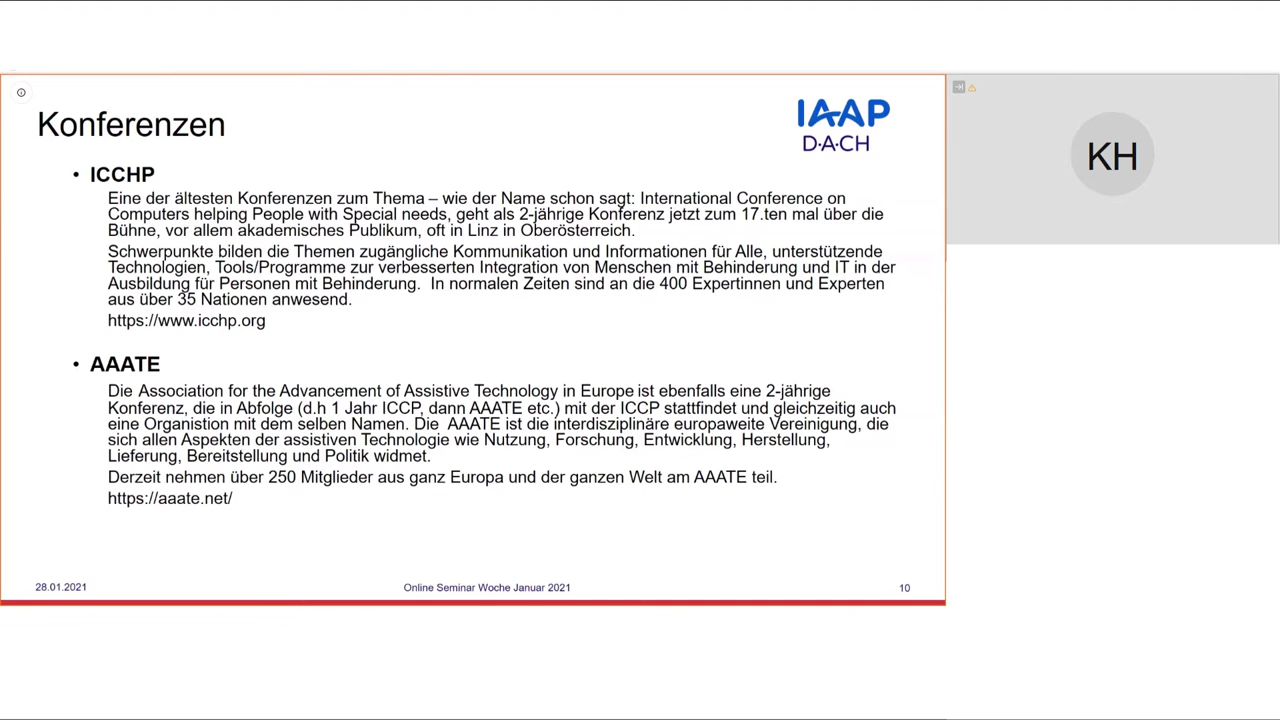 Konferenzen
IAAP
D·A·CH
KH
• ICCHP
Eine der ältesten Konferenzen zum Thema – wie der Name schon sagt: International Conference on
Computers helping People with Special needs, geht als 2-jährige Konferenz jetzt zum 17.ten mal über die
Bühne, vor allem akademisches Publikum, oft in Linz in Oberösterreich.
Schwerpunkte bilden die Themen zugängliche Kommunikation und Informationen für Alle, unterstützende
Technologien, Tools/Programme zur verbesserten Integration von Menschen mit Behinderung und IT in der
Ausbildung für Personen mit Behinderung.  In normalen Zeiten sind an die 400 Expertinnen und Experten
aus über 35 Nationen anwesend.
https://www.icchp.org
• AAATE
Die Association for the Advancement of Assistive Technology in Europe ist ebenfalls eine 2-jährige
Konferenz, die in Abfolge (d.h 1 Jahr ICCP, dann AAATE etc.) mit der ICCP stattfindet und gleichzeitig auch
eine Organistion mit dem selben Namen. Die  AAATE ist die interdisziplinäre europaweite Vereinigung, die
sich allen Aspekten der assistiven Technologie wie Nutzung, Forschung, Entwicklung, Herstellung,
Lieferung, Bereitstellung und Politik widmet.
Derzeit nehmen über 250 Mitglieder aus ganz Europa und der ganzen Welt am AAATE teil.
https://aaate.net/
28.01.2021
Online Seminar Woche Januar 2021
10